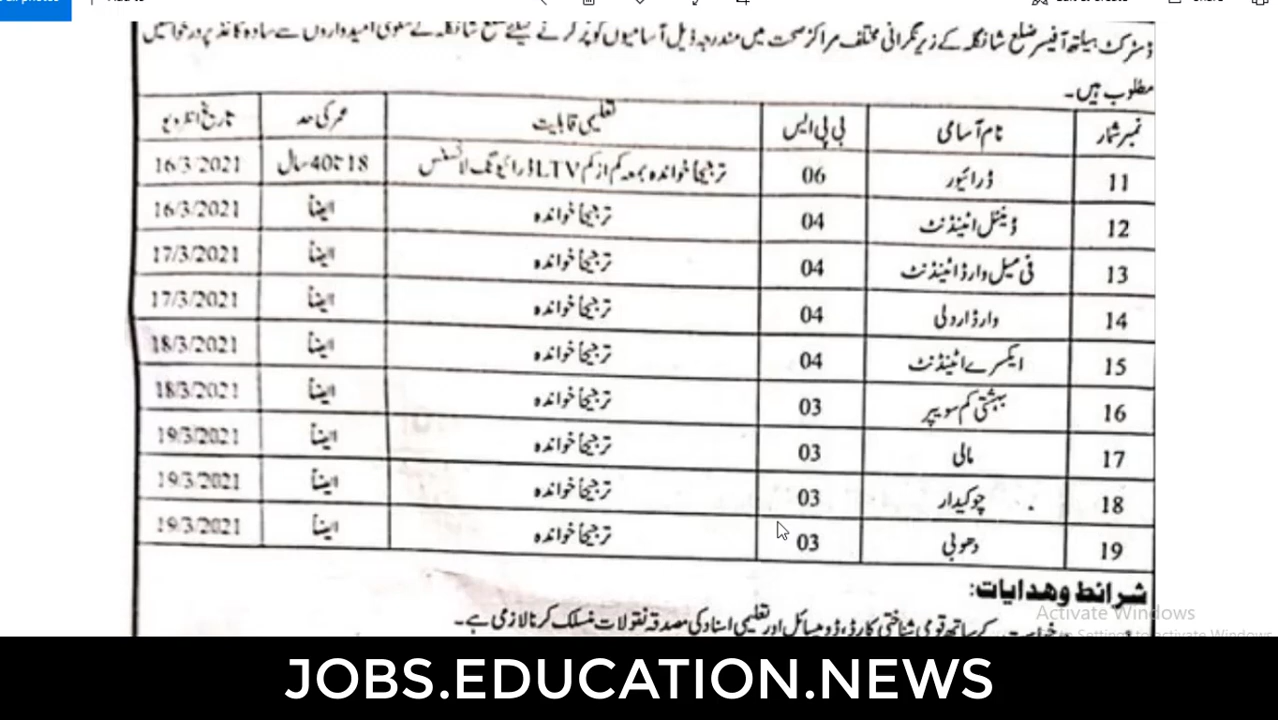 ڈسٹرکٹ ہیلتھ آفیسر ضلع شانگلہ کے زیر نگرانی مختلف مراکز صحت میں مندرجہ ذیل آسامیوں کو پُر کرنے کیلئے ضلع شانگلہ کے سکونتی امیدواروں سے سادہ کاغذ پر درخواستیں
مطلوب ہیں۔
نمبر شمار نام آسامی بی پی ایس تعلیمی قابلیت عمر کی حد تاریخ انٹرویو
11 ڈرائیور 06 ترجیحاً خواندہ بمعہ کم از کم LTV ڈرائیونگ لائسنس 18 تا 40 سال 16/3/2021
12 ڈینٹل اٹینڈنٹ 04 ترجیحاً خواندہ ایضاً 16/3/2021
13 فی میل وارڈ اٹینڈنٹ 04 ترجیحاً خواندہ ایضاً 17/3/2021
14 وارڈ اردلی 04 ترجیحاً خواندہ ایضاً 17/3/2021
15 ایکسرے اٹینڈنٹ 04 ترجیحاً خواندہ ایضاً 18/3/2021
16 بہشتی کم سویپر 03 ترجیحاً خواندہ ایضاً 18/3/2021
17 مالی 03 ترجیحاً خواندہ ایضاً 19/3/2021
18 چوکیدار 03 ترجیحاً خواندہ ایضاً 19/3/2021
19 دھوبی 03 ترجیحاً خواندہ ایضاً 19/3/2021
شرائط وھدایات:
کے ساتھ قومی شناختی کارڈ، ڈومیسائل اور تعلیمی اسناد کی مصدقہ نقولات منسلک کرنا لازمی ہے۔
Activate Windows
JOBS.EDUCATION.NEWS